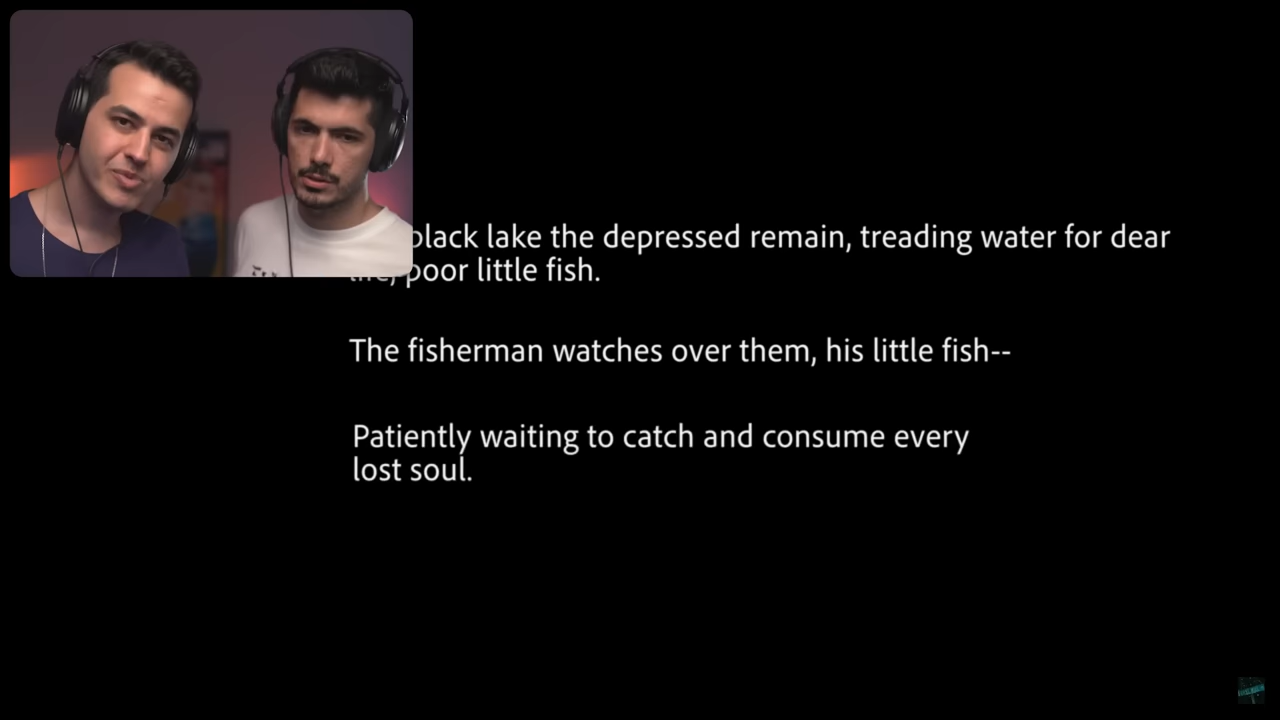 black lake the depressed remain, treading water for dear
life, poor little fish.
The fisherman watches over them, his little fish--
Patiently waiting to catch and consume every
lost soul.